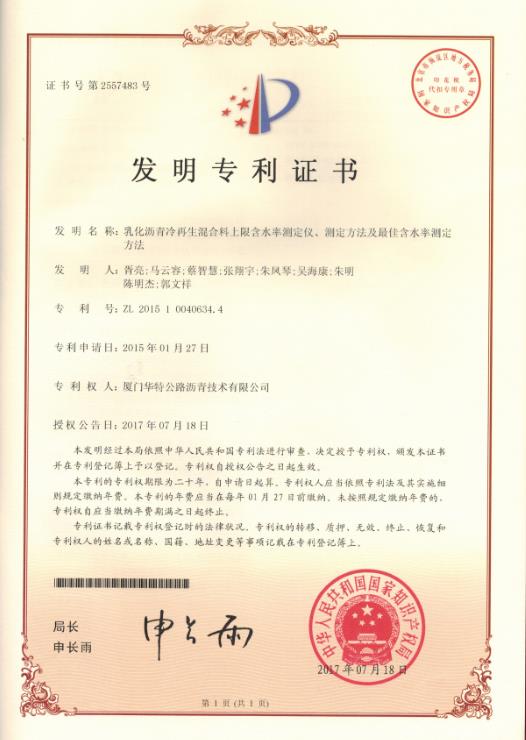 证书号第2557483号
印花税
代扣专用章
国家知识产权局
发明专利证书
发明名称:乳化沥青冷再生混合料上限含水率测定仪、测定方法及最佳含水率测定
方法
发明人:胥亮;马云容;蔡智慧;张翔宇;朱凤琴;吴海康;朱明
陈明杰;郭文祥
专利号:ZL 2015 1 0040634.4
专利申请日:2015年01月27日
专利权人:厦门华特公路沥青技术有限公司
授权公告日:2017年07月18日
本发明经过本局依照中华人民共和国专利法进行审查,决定授予专利权,颁发本证书
并在专利登记簿上予以登记。专利权自授权公告之日起生效。
本专利的专利权期限为二十年,自申请日起算。专利权人应当依照专利法及其实施细
则规定缴纳年费。本专利的年费应当在每年01月27日前缴纳。未按照规定缴纳年费的,
专利权自应当缴纳年费期满之日起终止。
专利证书记载专利权登记时的法律状况。专利权的转移、质押、无效、终止、恢复和
专利权人的姓名或名称、国籍、地址变更等事项记载在专利登记簿上。
局长
申长雨
申长雨
中华人民共和国国家知识产权局
2017年07月18日
第1页(共1页)